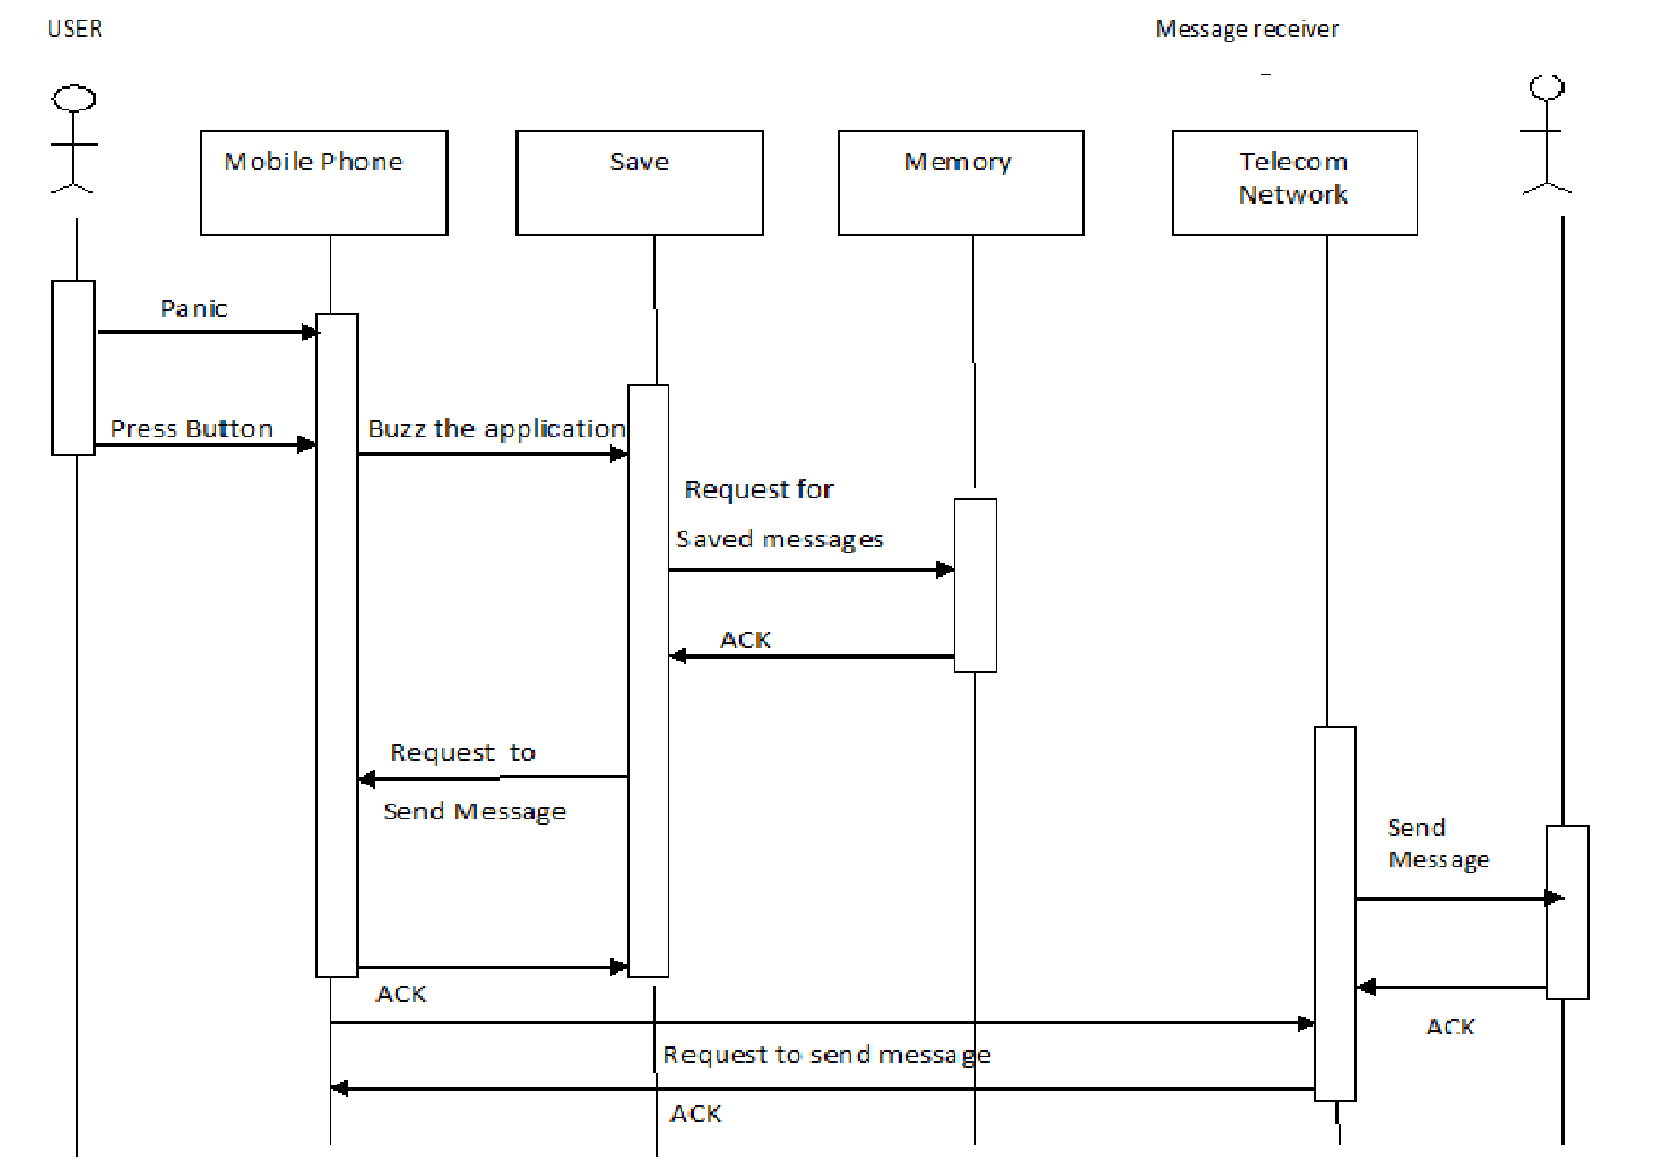 USER
Message receiver
Mobile Phone
Save
Memory
Telecom
Network
Panic
Press Button
Buzz the application
Request for
Saved messages
ACK
Request to
Send Message
Send
Message
ACK
ACK
Request to send message
ACK